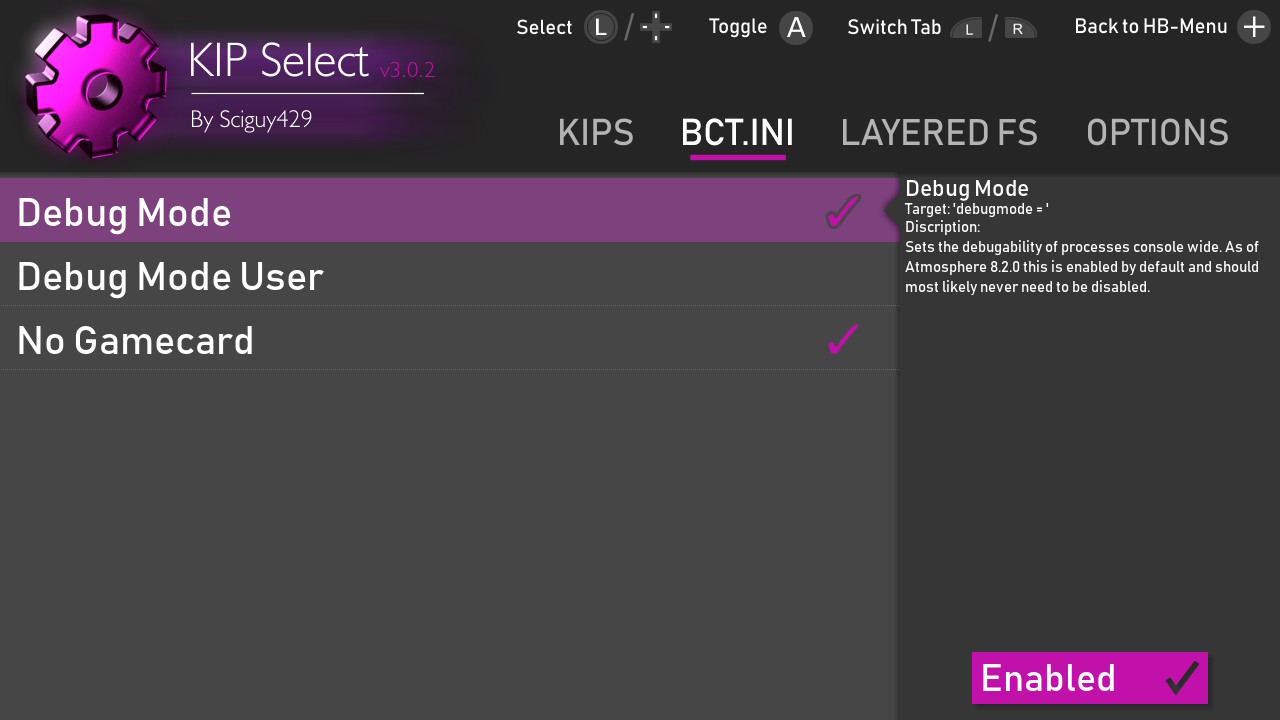 Select L / Toggle A Switch Tab L / R Back to HB-Menu +
KIP Select v3.0.2
By Sciguy429
KIPS BCT.INI LAYERED FS OPTIONS
Debug Mode
Debug Mode User
No Gamecard
Debug Mode
Target: 'debugmode = '
Discription:
Sets the debugability of processes console wide. As of
Atmosphere 8.2.0 this is enabled by default and should
most likely never need to be disabled.
Enabled